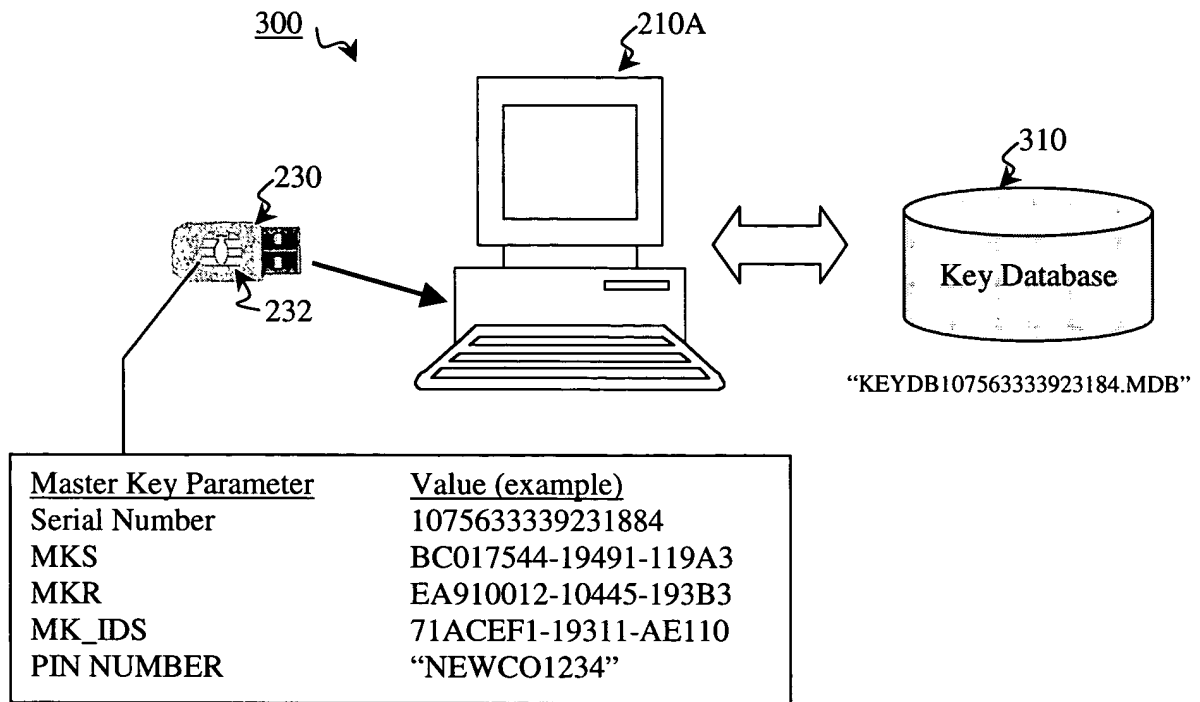 300
210A
310
230
232
Key Database
“KEYDB107563333923184.MDB”
Master Key Parameter Value (example)
Serial Number 1075633339231884
MKS BC017544-19491-119A3
MKR EA910012-10445-193B3
MK_IDS 71ACEF1-19311-AE110
PIN NUMBER “NEWCO1234”